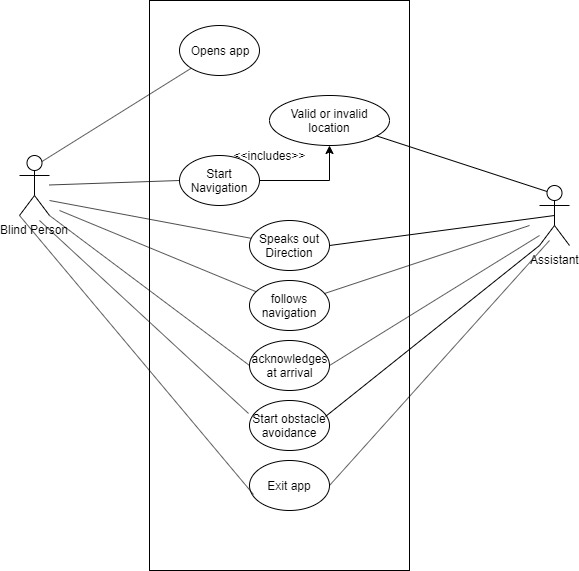 Opens app
Valid or invalid
location
<<includes>>
Start
Navigation
Blind Person
Speaks out
Direction
Assistant
follows
navigation
acknowledges
at arrival
Start obstacle
avoidance
Exit app